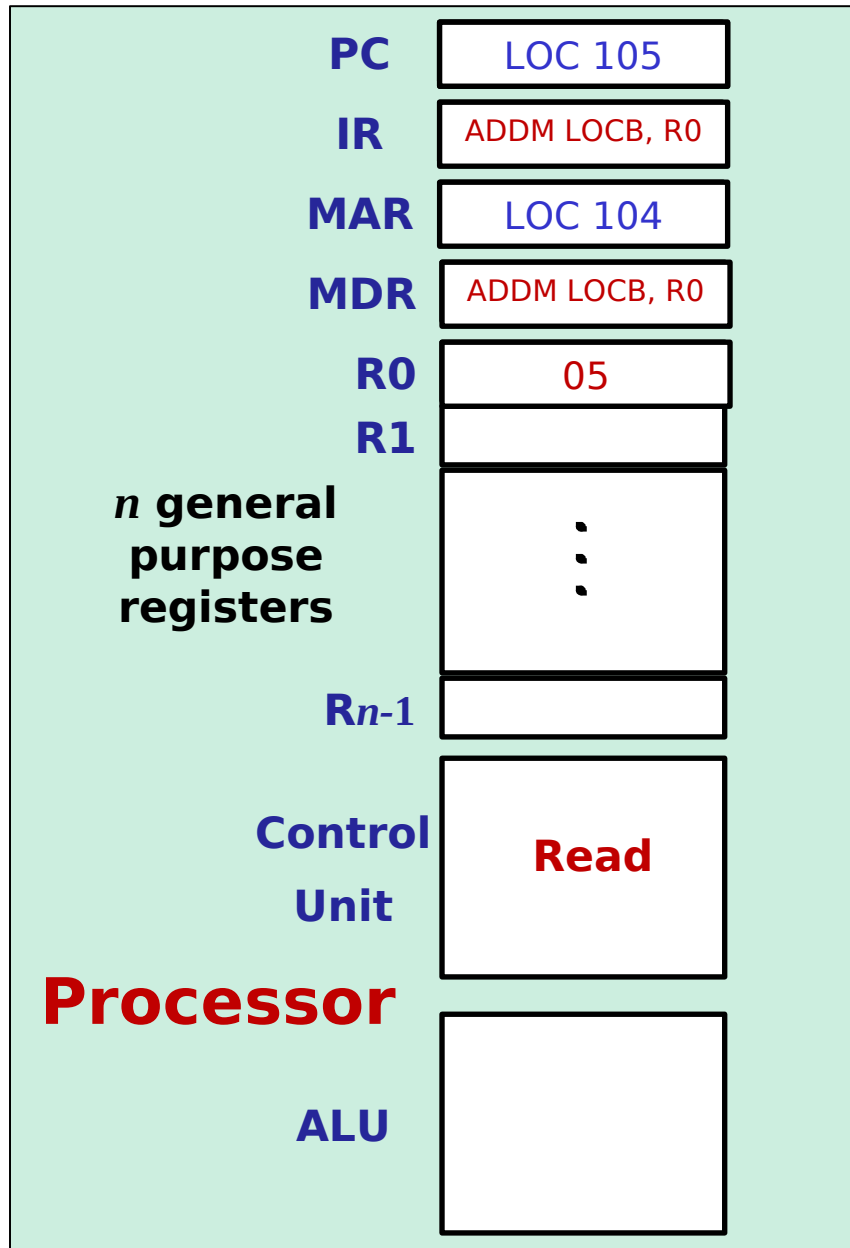 PC LOC 105
IR ADDM LOCB, R0
MAR LOC 104
MDR ADDM LOCB, R0
R0 05
R1
n general
purpose
registers
Rn-1
Control
Unit
Read
Processor
ALU